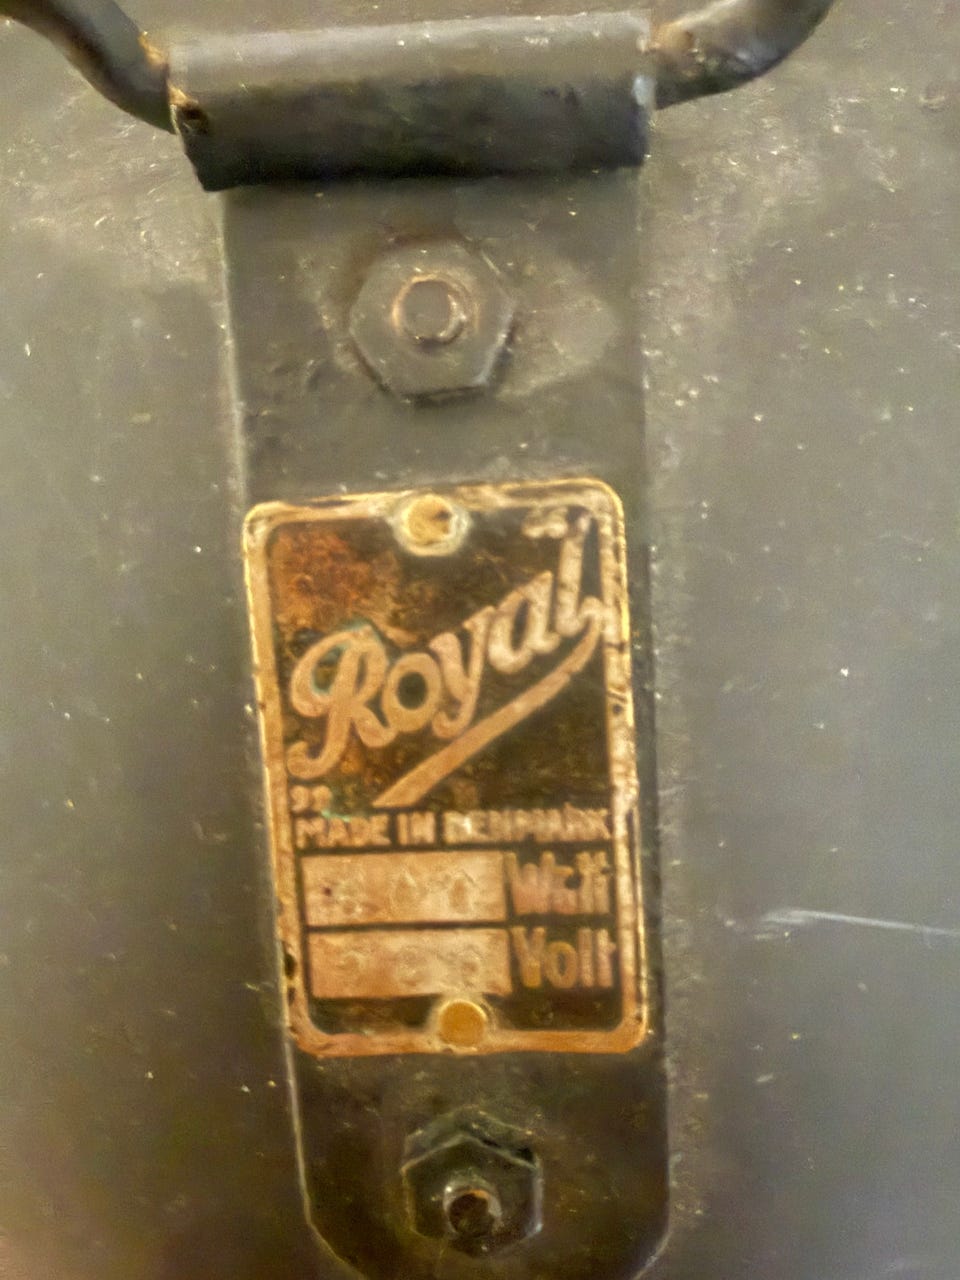 „Royal"
MADE IN DENMARK
Watt
Volt